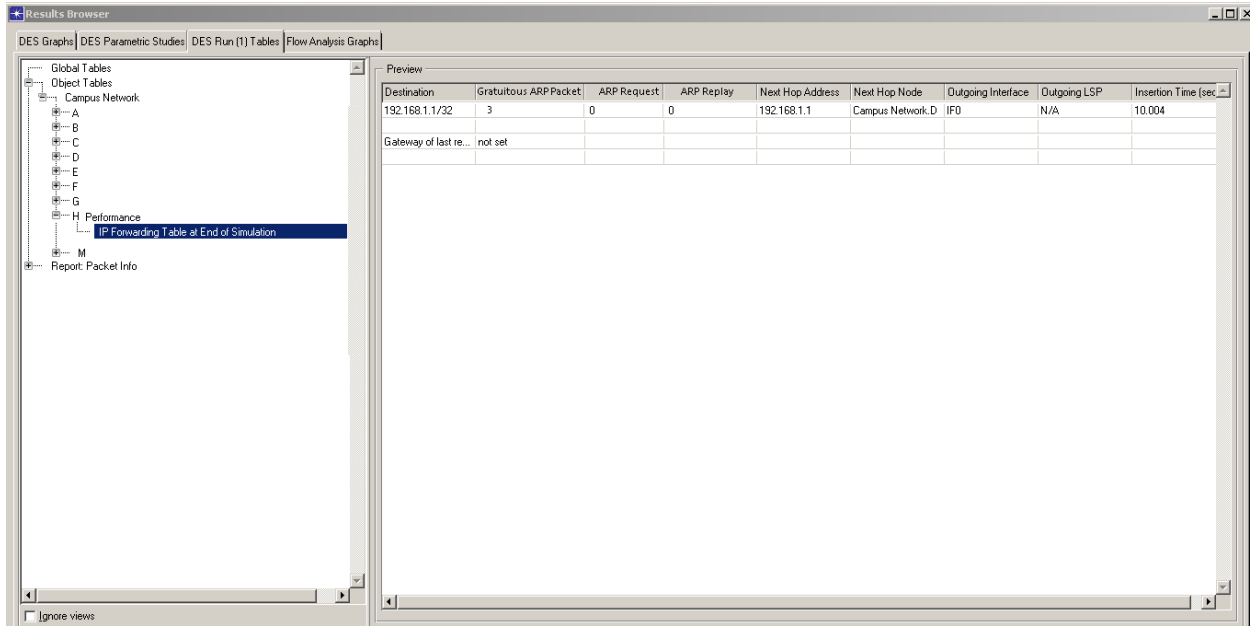 Results Browser
DES Graphs DES Parametric Studies DES Run (1) Tables Flow Analysis Graphs
Global Tables
Object Tables
Campus Network
A
B
C
D
E
F
G
H Performance
IP Forwarding Table at End of Simulation
M
Report: Packet Info
Ignore views
Preview
Destination Gratuitous ARP Packet ARP Request ARP Replay Next Hop Address Next Hop Node Outgoing Interface Outgoing LSP Insertion Time (sec
192.168.1.1/32 3 0 0 192.168.1.1 Campus Network.D IF0 N/A 10.004
Gateway of last re... not set